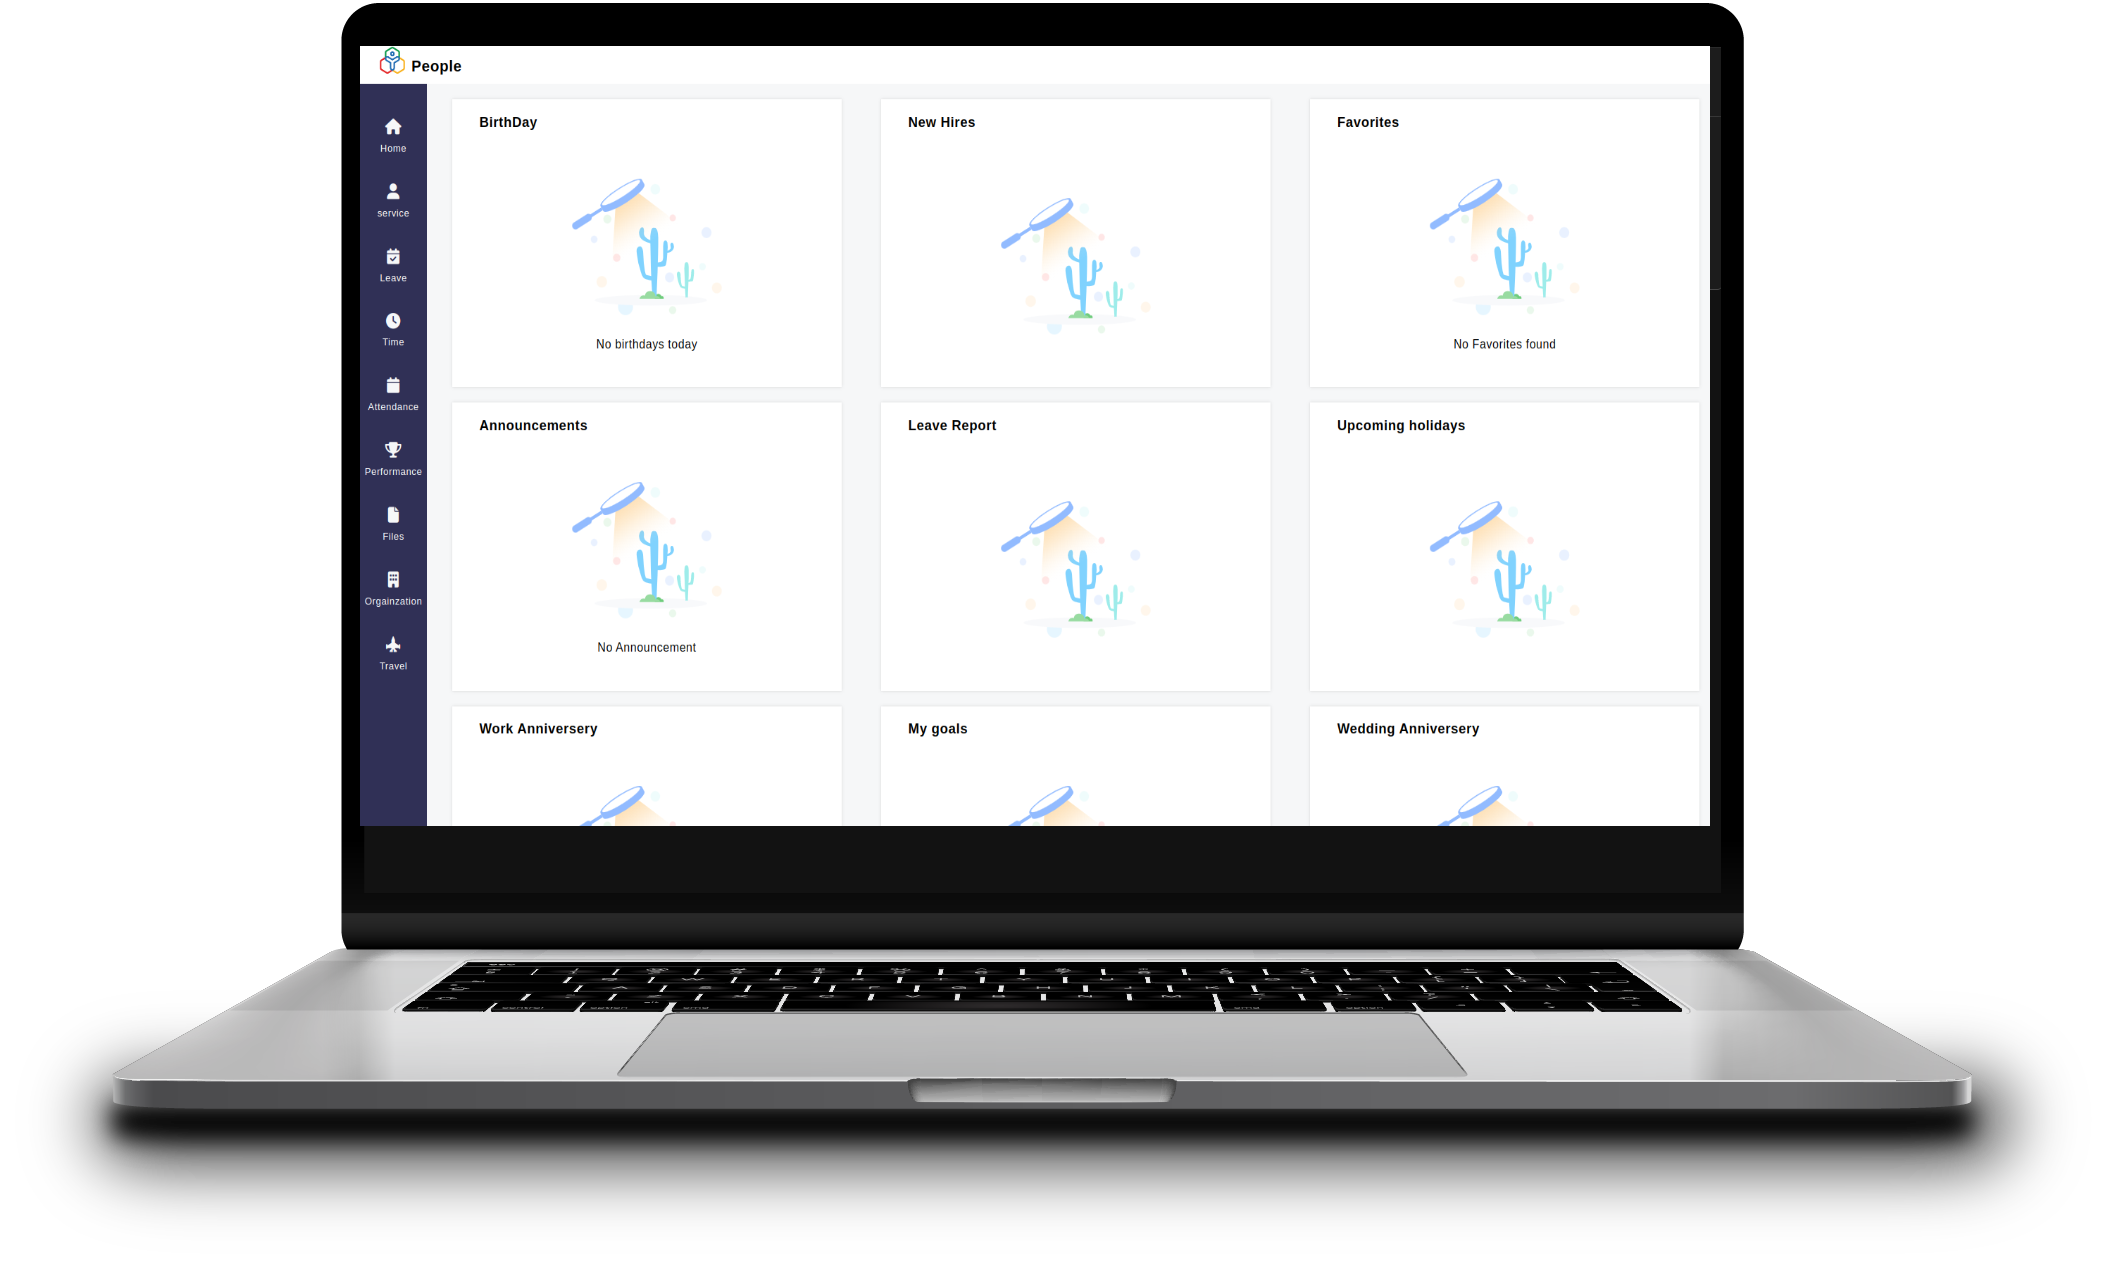 People
Home
service
Leave
Time
Attendance
Performance
Files
Orgainzation
Travel
BirthDay
No birthdays today
New Hires
Favorites
No Favorites found
Announcements
No Announcement
Leave Report
Upcoming holidays
Work Anniversery
My goals
Wedding Anniversery